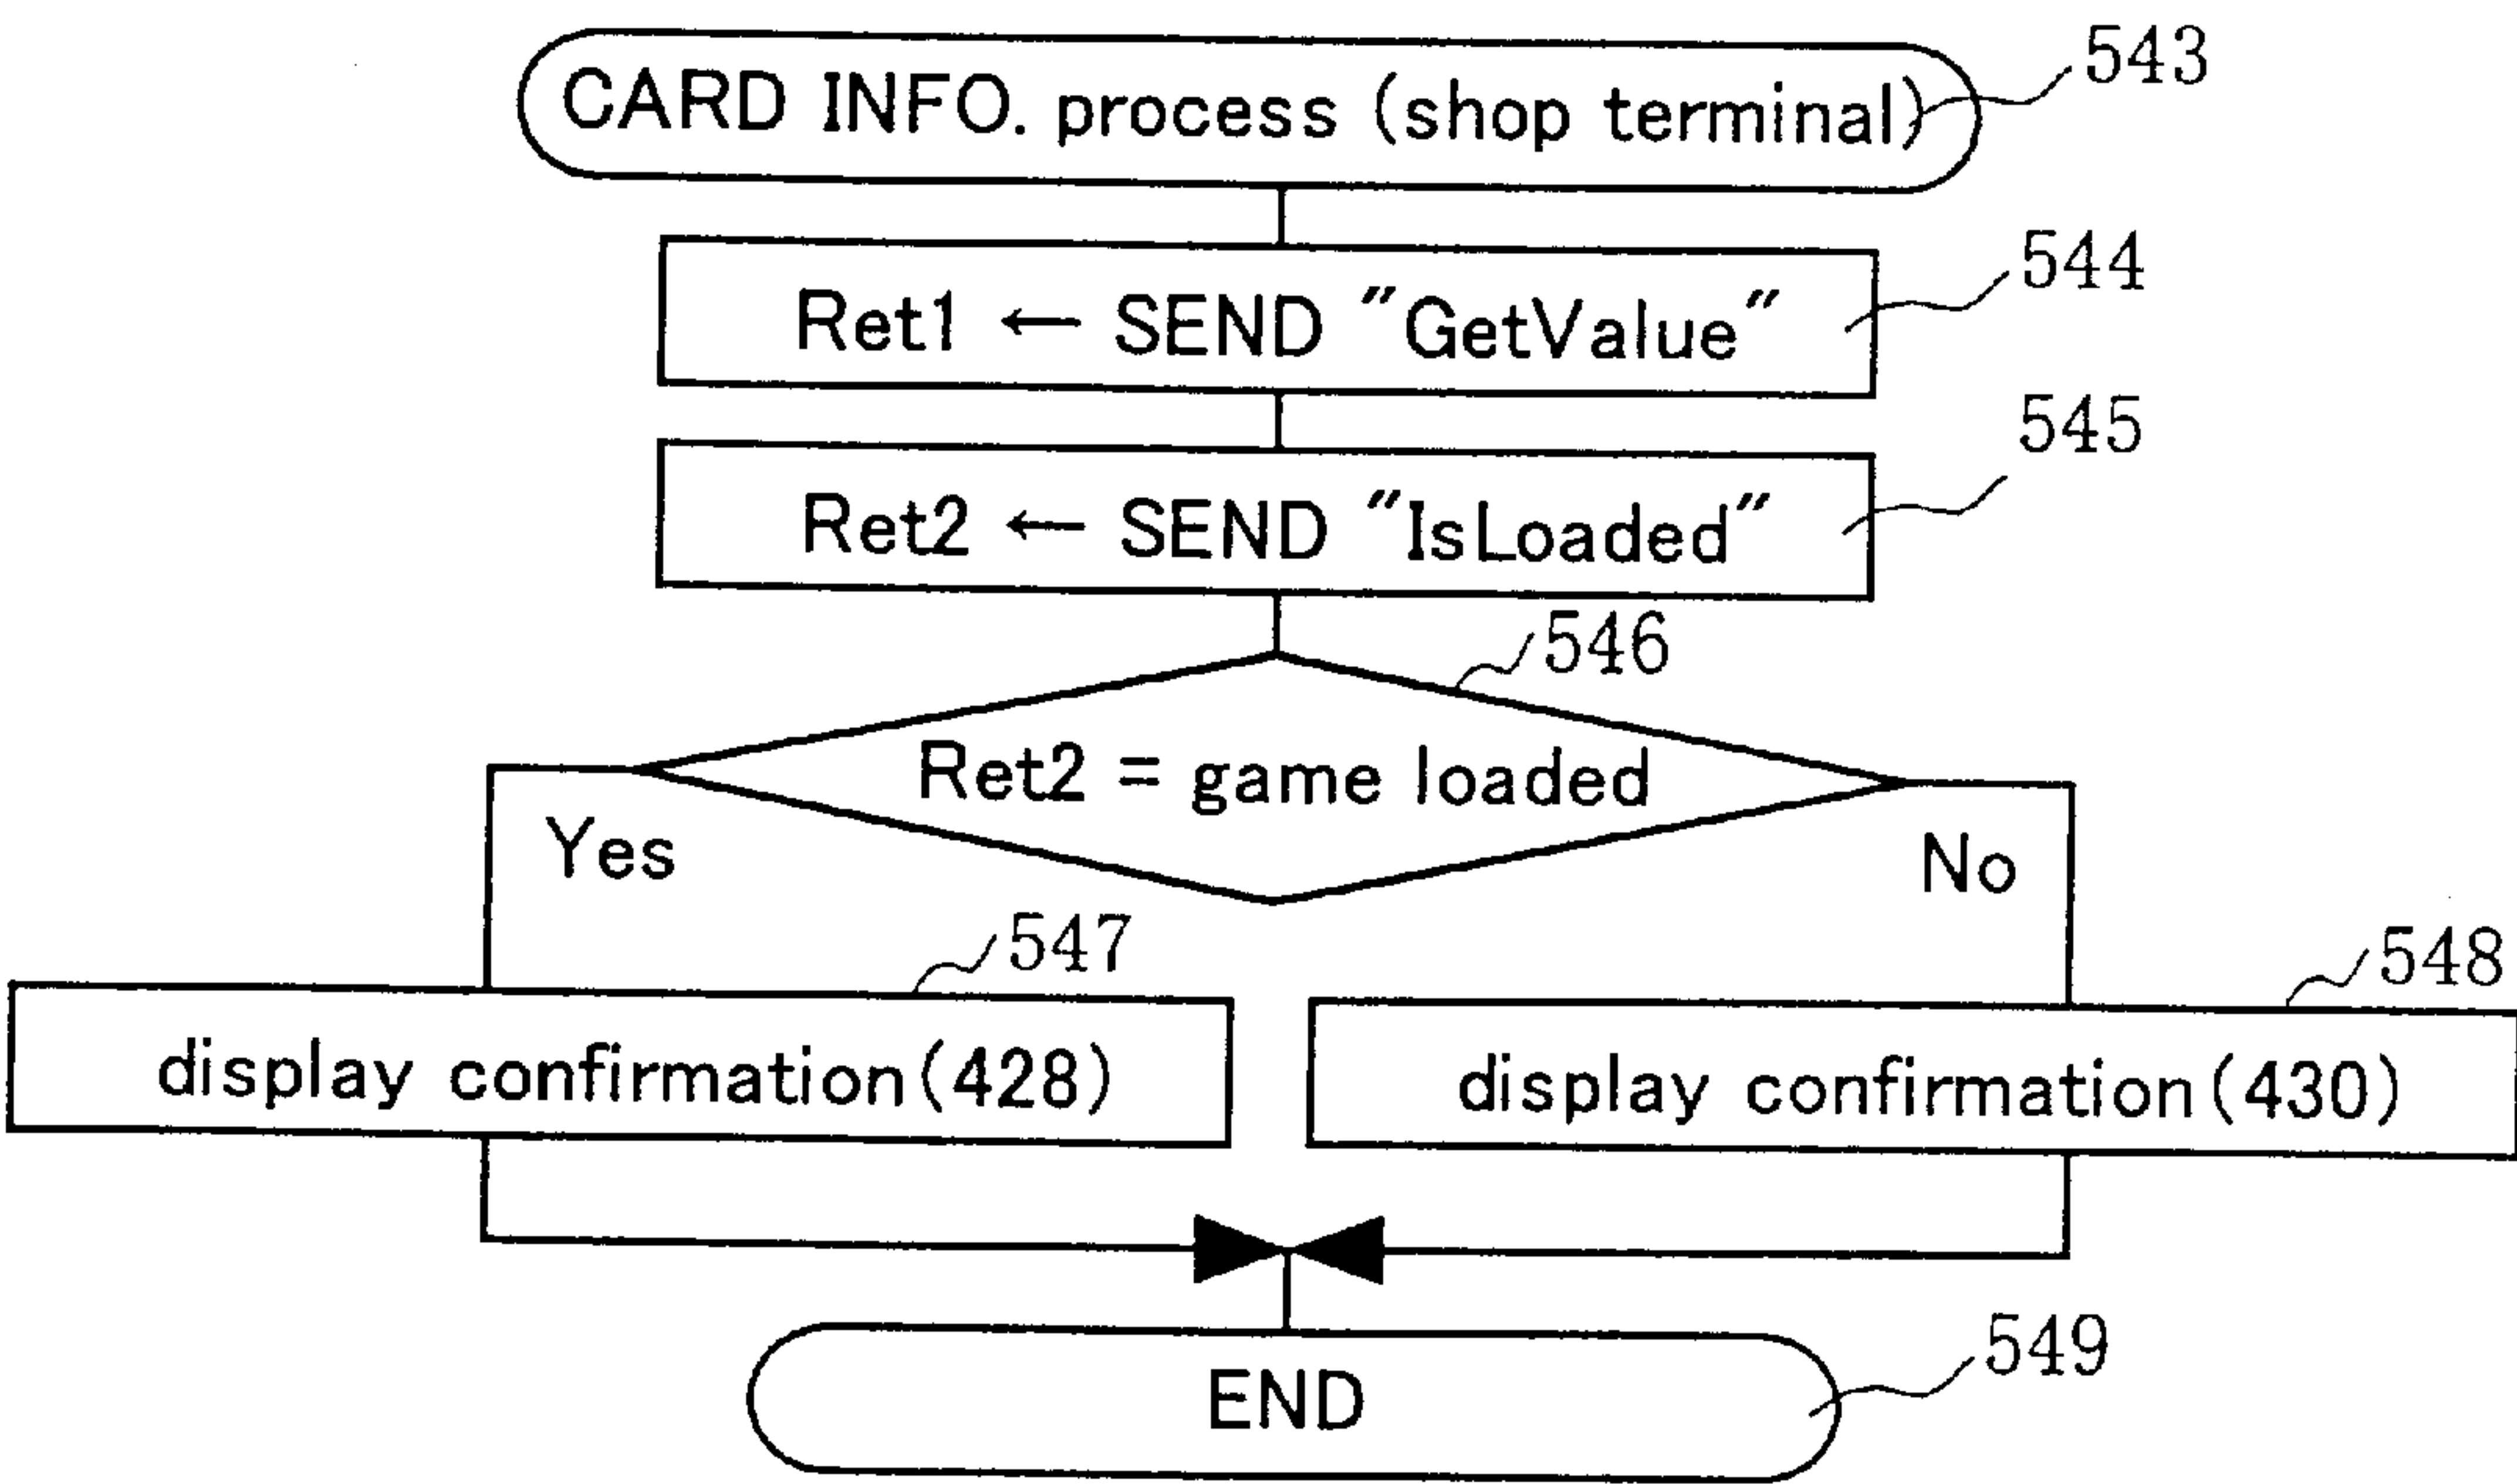 CARD INFO. process (shop terminal)
543
Ret1 ← SEND "GetValue"
544
Ret2 ← SEND "IsLoaded"
545
546
Ret2 = game loaded
Yes
No
547
548
display confirmation(428)
display confirmation(430)
END
549